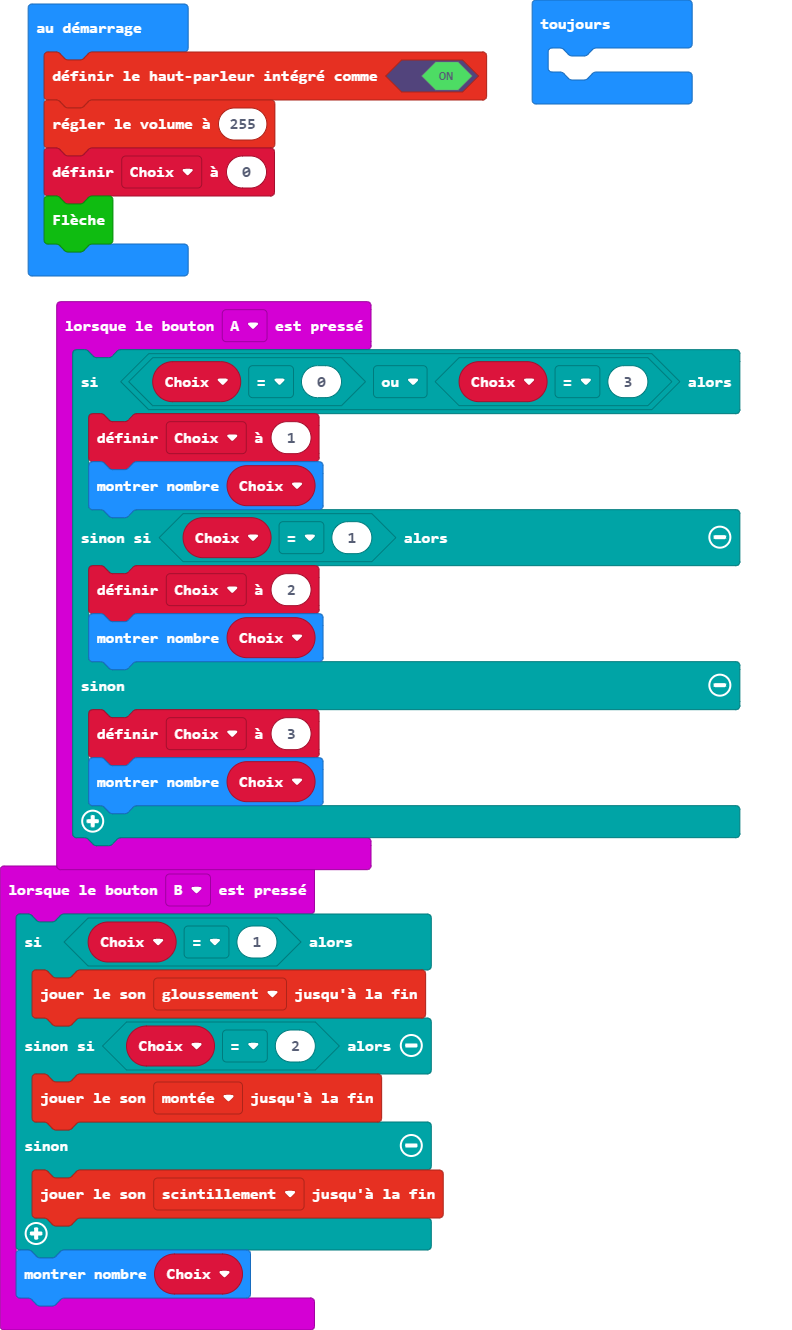 au démarrage
définir le haut-parleur intégré comme ON
régler le volume à 255
définir Choix à 0
Flèche
toujours
lorsque le bouton A est pressé
si Choix = 0 ou Choix = 3 alors
définir Choix à 1
montrer nombre Choix
sinon si Choix = 1 alors
définir Choix à 2
montrer nombre Choix
sinon
définir Choix à 3
montrer nombre Choix
lorsque le bouton B est pressé
si Choix = 1 alors
jouer le son gloussement jusqu'à la fin
sinon si Choix = 2 alors
jouer le son montée jusqu'à la fin
sinon
jouer le son scintillement jusqu'à la fin
montrer nombre Choix